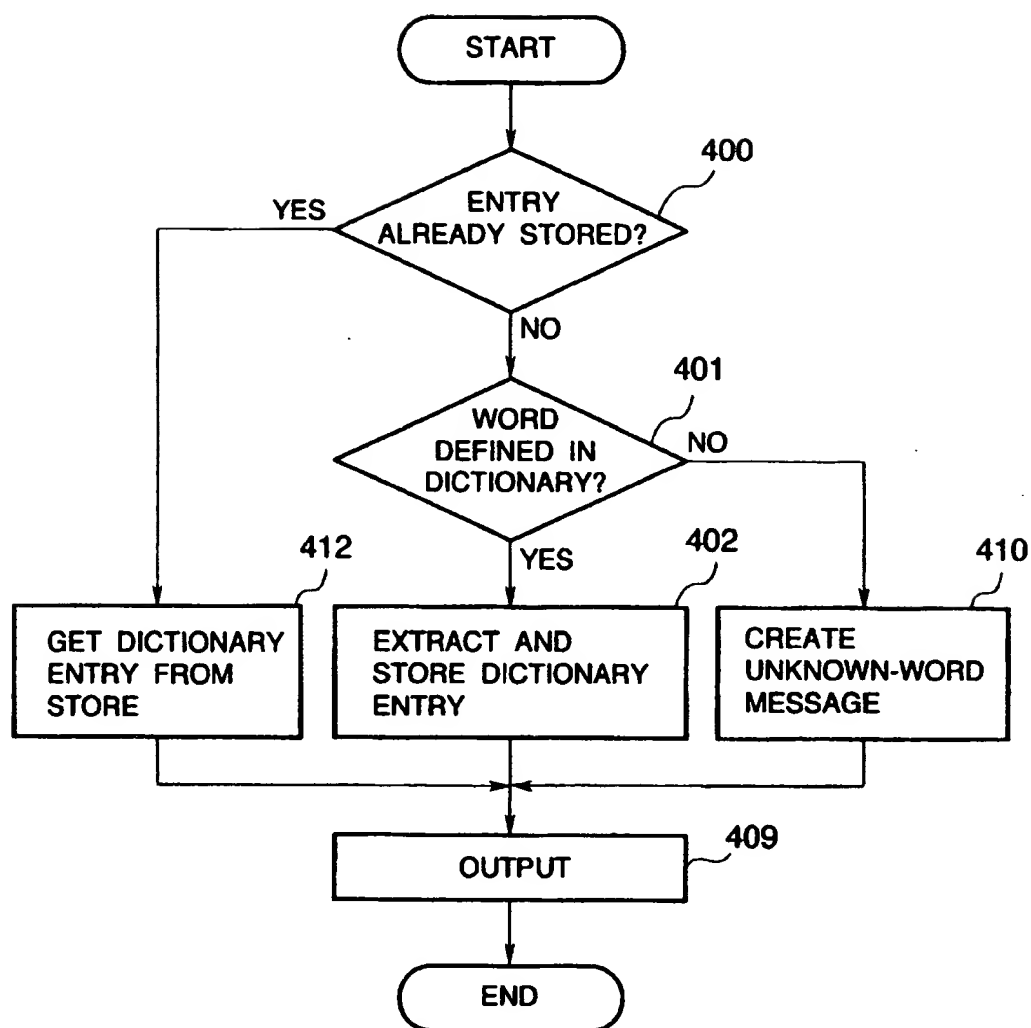 START
400
ENTRY
ALREADY STORED?
YES
NO
401
WORD
DEFINED IN
DICTIONARY?
NO
YES
412
GET DICTIONARY
ENTRY FROM
STORE
402
EXTRACT AND
STORE DICTIONARY
ENTRY
410
CREATE
UNKNOWN-WORD
MESSAGE
409
OUTPUT
END